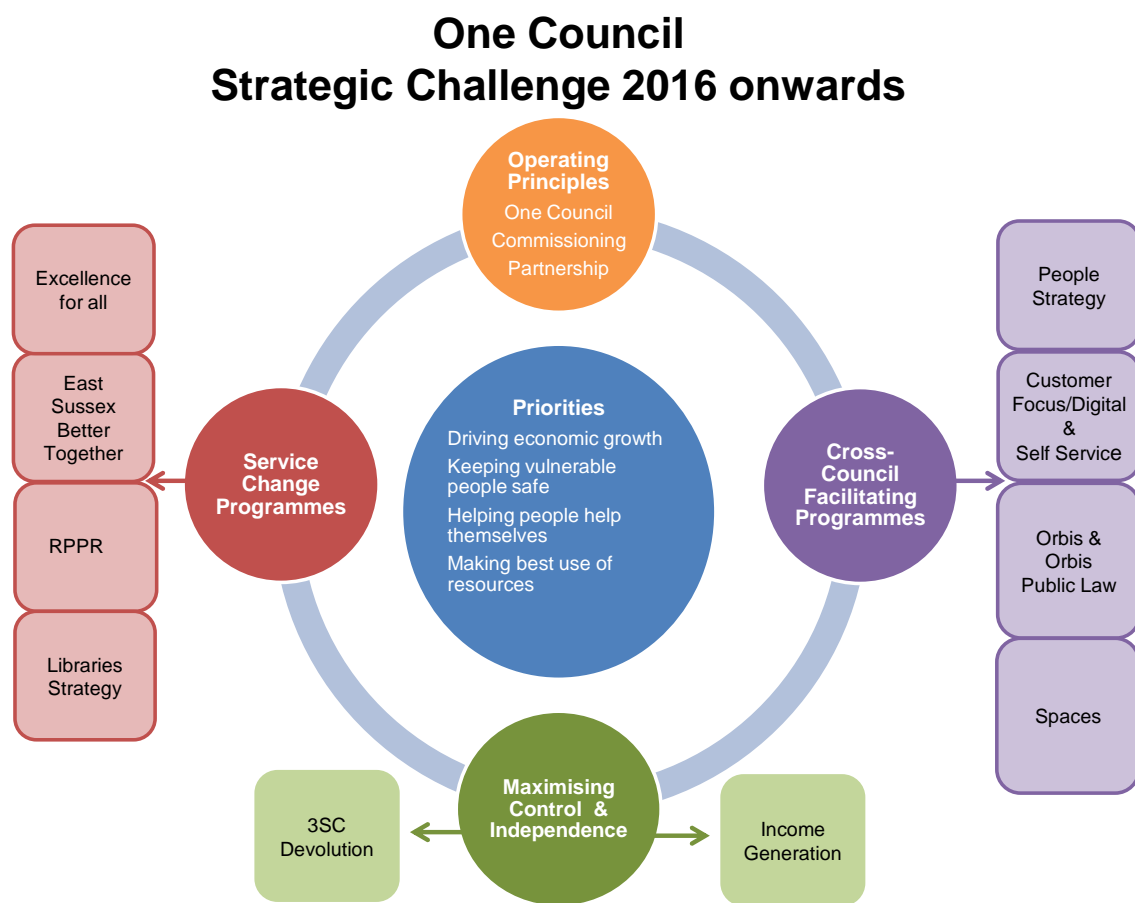 One Council
Strategic Challenge 2016 onwards
Operating
Principles
One Council
Commissioning
Partnership
Excellence
for all
East
Sussex
Better
Together
RPPR
Libraries
Strategy
Service
Change
Programmes
Priorities
Driving economic growth
Keeping vulnerable
people safe
Helping people help
themselves
Making best use of
resources
Cross-
Council
Facilitating
Programmes
People
Strategy
Customer
Focus/Digital
&
Self Service
Orbis &
Orbis
Public Law
Spaces
Maximising
Control &
Independence
3SC
Devolution
Income
Generation